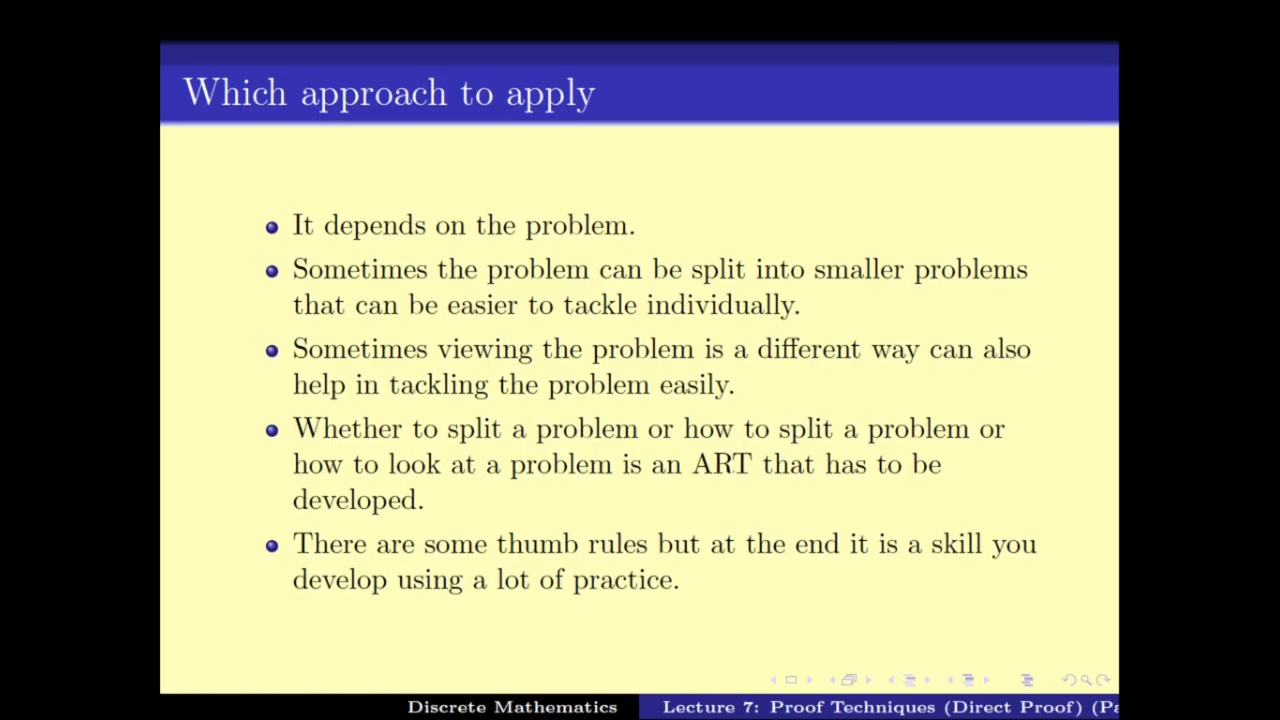 Which approach to apply
It depends on the problem.
Sometimes the problem can be split into smaller problems
that can be easier to tackle individually.
Sometimes viewing the problem is a different way can also
help in tackling the problem easily.
Whether to split a problem or how to split a problem or
how to look at a problem is an ART that has to be
developed.
There are some thumb rules but at the end it is a skill you
develop using a lot of practice.
Discrete Mathematics
Lecture 7: Proof Techniques (Direct Proof) (Pa